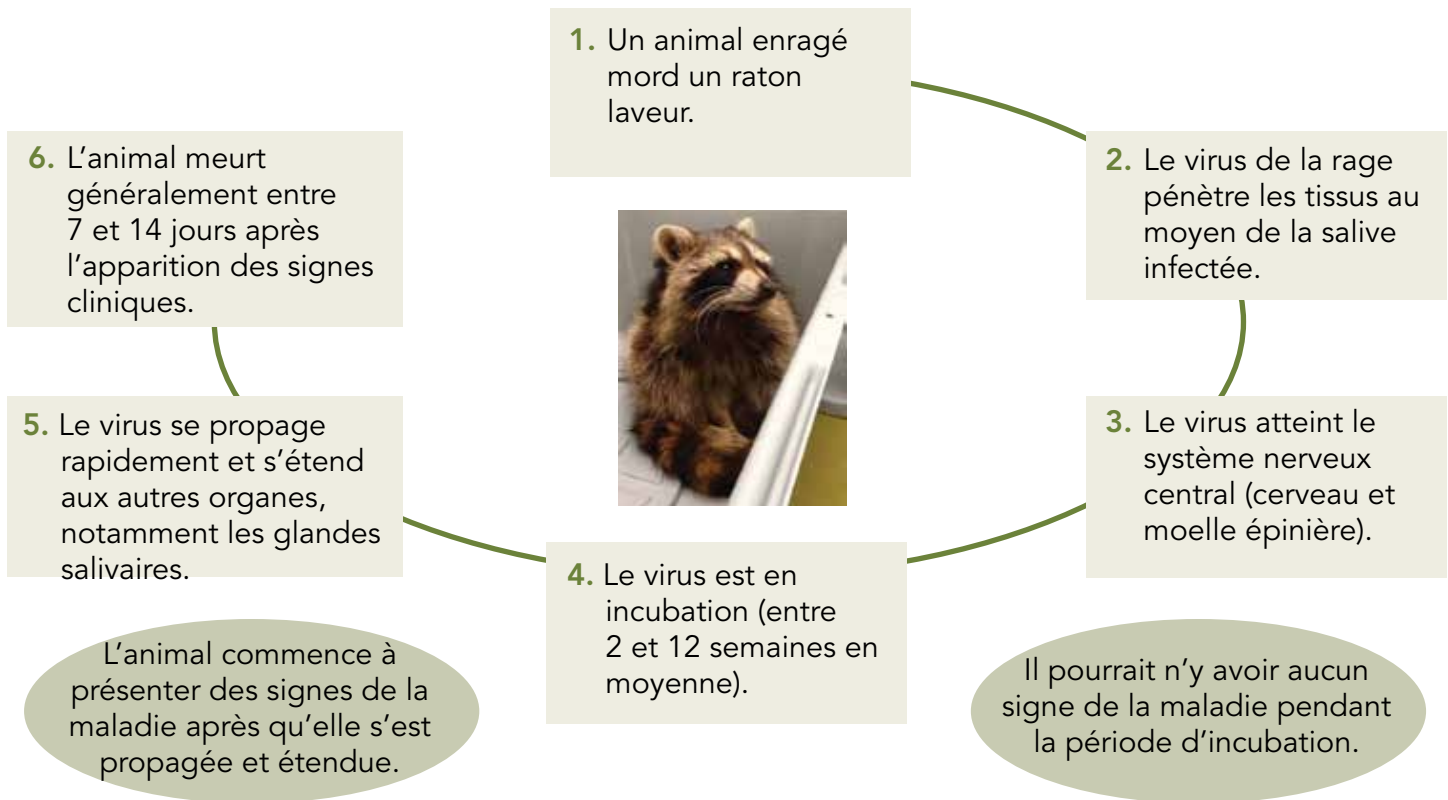 1. Un animal enragé
mord un raton
laveur.
2. Le virus de la rage
pénètre les tissus au
moyen de la salive
infectée.
3. Le virus atteint le
système nerveux
central (cerveau et
moelle épinière).
4. Le virus est en
incubation (entre
2 et 12 semaines en
moyenne).
5. Le virus se propage
rapidement et s’étend
aux autres organes,
notamment les glandes
salivaires.
6. L’animal meurt
généralement entre
7 et 14 jours après
l’apparition des signes
cliniques.
L’animal commence à
présenter des signes de la
maladie après qu’elle s’est
propagée et étendue.
Il pourrait n’y avoir aucun
signe de la maladie pendant
la période d’incubation.